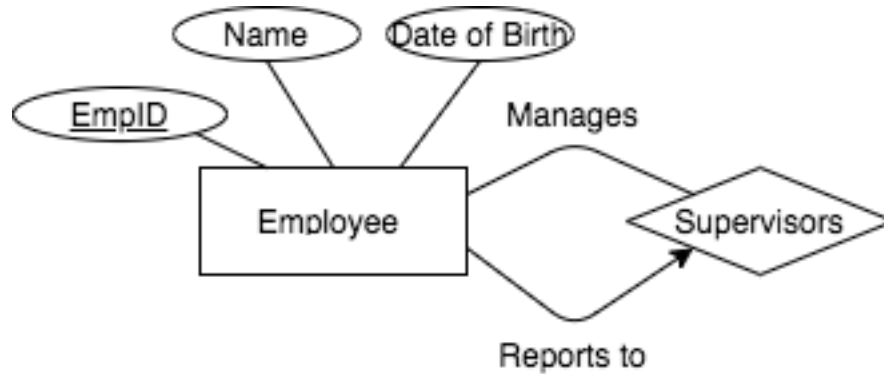 Name
Date of Birth
EmpID
Manages
Employee
Supervisors
Reports to